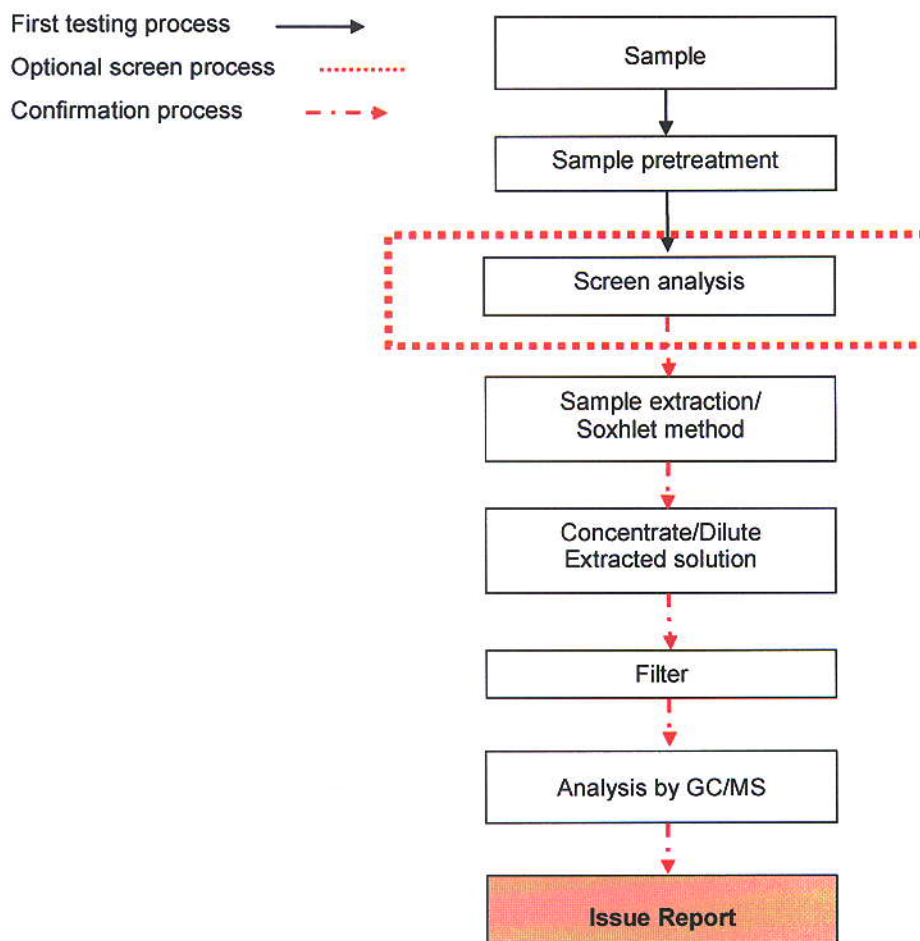 First testing process
Optional screen process
Confirmation process
Sample
Sample pretreatment
Screen analysis
Sample extraction/
Soxhlet method
Concentrate/Dilute
Extracted solution
Filter
Analysis by GC/MS
Issue Report